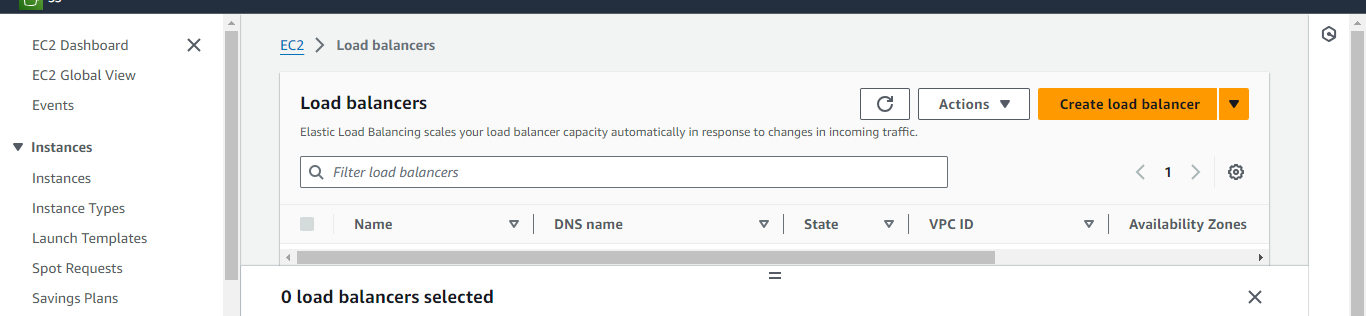 EC2 Dashboard
EC2 Global View
Events
Instances
Instances
Instance Types
Launch Templates
Spot Requests
Savings Plans
EC2 Load balancers
Load balancers
Actions
Create load balancer
Elastic Load Balancing scales your load balancer capacity automatically in response to changes in incoming traffic.
Filter load balancers
1
Name DNS name State VPC ID Availability Zones
0 load balancers selected